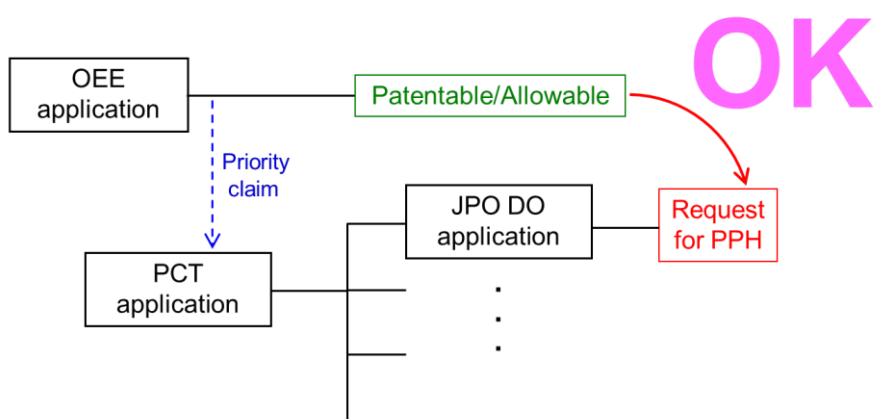 OK
OEE
application
Patentable/Allowable
Priority
claim
JPO DO
application
Request
for PPH
PCT
application